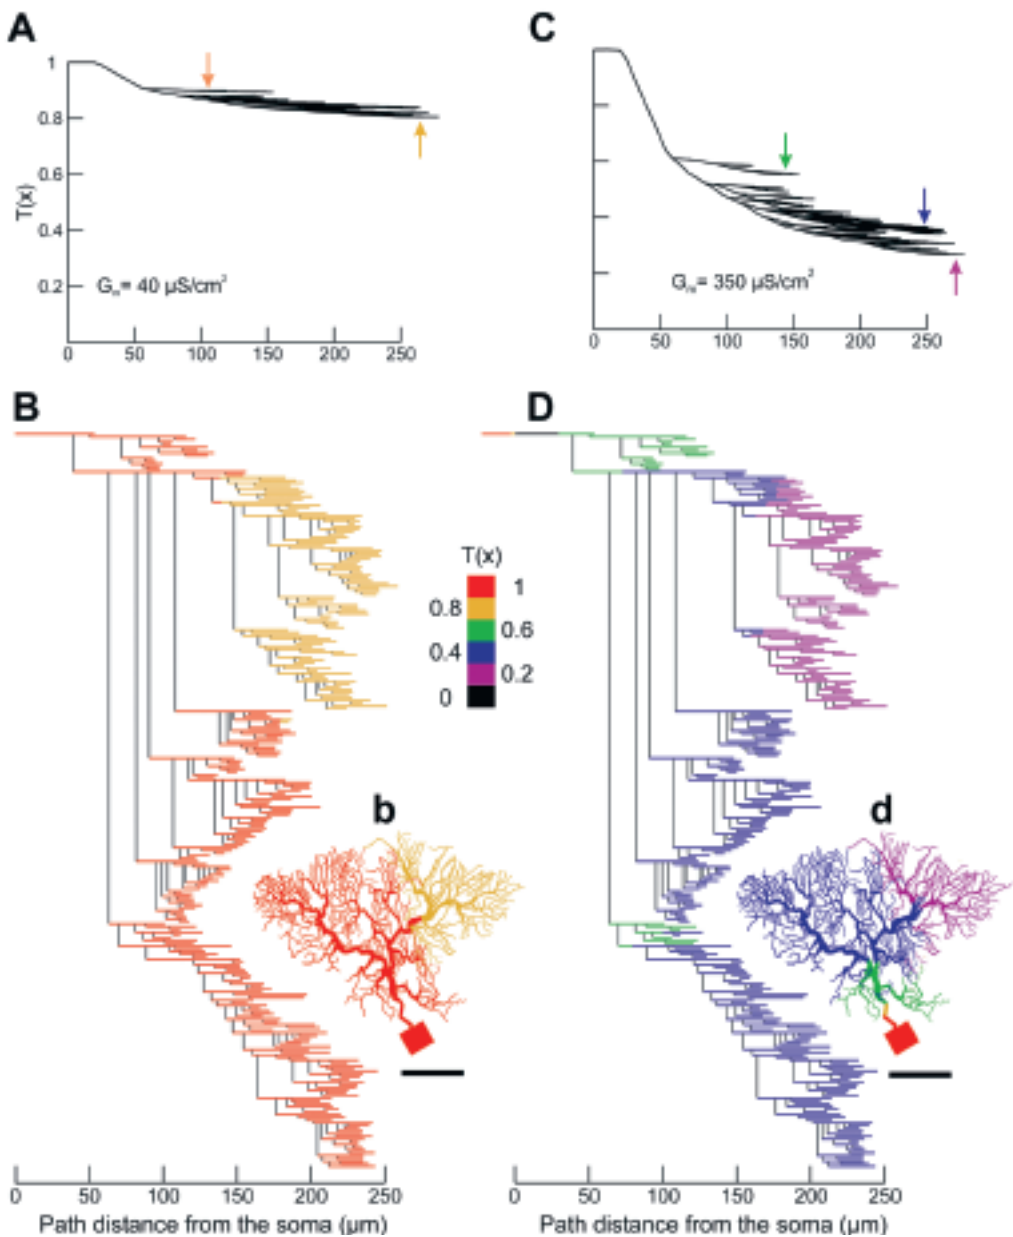 A
C
1
0.8
0.6
0.4
0.2
T(x)
Gm= 40 µS/cm2
Gm= 350 µS/cm2
0 50 100 150 200 250
0 50 100 150 200 250
B
D
T(x)
1
0.8
0.6
0.4
0.2
0
b
d
0 50 100 150 200 250
0 50 100 150 200 250
Path distance from the soma (µm)
Path distance from the soma (µm)